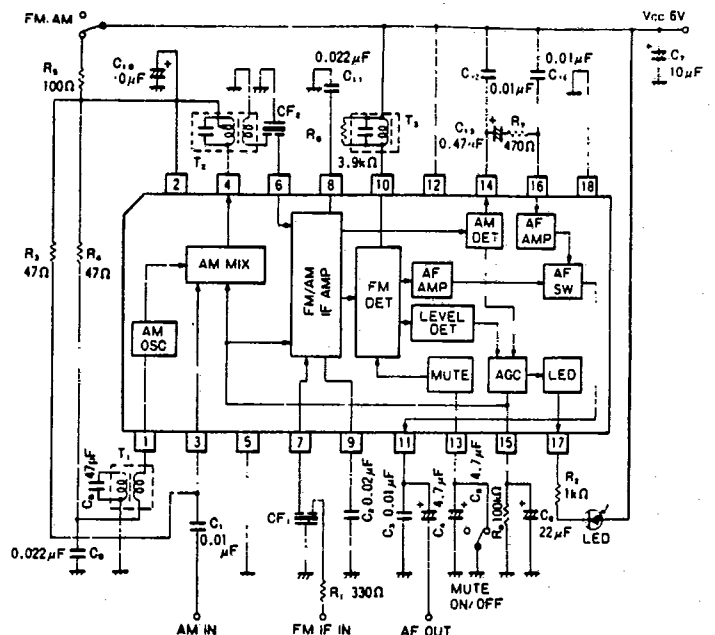 FM/AM
Vcc 6V
R₅
100Ω
C₁₀
0.022μF
C₁₁
C₁₂
0.01μF
0.01μF
C₁₄
C₇
10μF
CF₂
T₂
R₆
3.9kΩ
T₃
C₁₃
0.47μF
R₇
470Ω
2
4
6
8
10
12
14
16
18
R₃
47Ω
R₄
47Ω
AM MIX
FM/AM
IF AMP
FM
DET
AM
DET
AF
AMP
AF
AMP
AF
SW
LEVEL
DET
AM
OSC
MUTE
AGC
LED
1
3
5
7
9
11
13
15
17
T₁
47μF
C₁
0.01
μF
CF₁
C₂ 0.02μF
C₃ 0.01μF
C₄ 4.7μF
4.7μF
100kΩ
22μF
R₂
1kΩ
LED
0.022μF
R₁ 330Ω
MUTE
ON/OFF
AM IN
FM IF IN
AF OUT